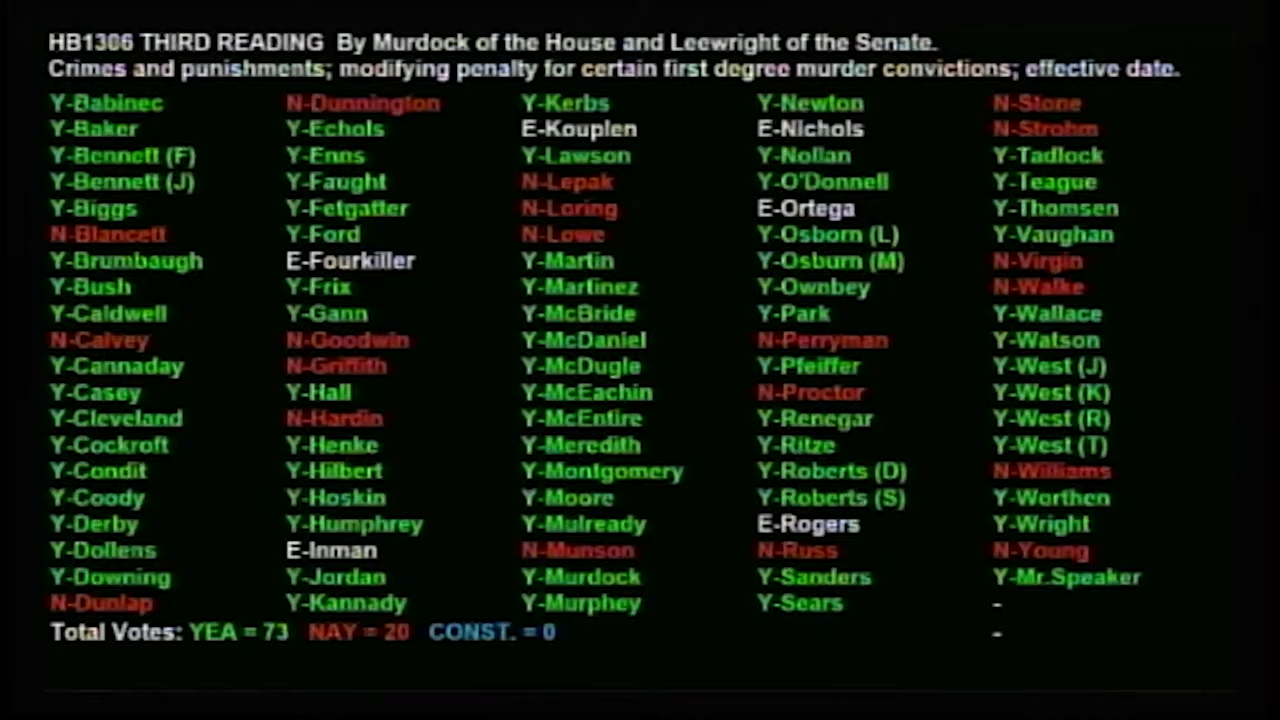 HB1306 THIRD READING By Murdock of the House and Leewright of the Senate.
Crimes and punishments; modifying penalty for certain first degree murder convictions; effective date.
Y-Babinec N-Dunnington Y-Kerbs Y-Newton N-Stone
Y-Baker Y-Echols E-Kouplen E-Nichols N-Strohm
Y-Bennett (F) Y-Enns Y-Lawson Y-Nollan Y-Tadlock
Y-Bennett (J) Y-Faught N-Lepak Y-O'Donnell Y-Teague
Y-Biggs Y-Fetgatter N-Loring E-Ortega Y-Thomsen
N-Blancett Y-Ford N-Lowe Y-Osborn (L) Y-Vaughan
Y-Brumbaugh E-Fourkiller Y-Martin Y-Osburn (M) N-Virgin
Y-Bush Y-Frix Y-Martinez Y-Ownbey N-Walke
Y-Caldwell Y-Gann Y-McBride Y-Park Y-Wallace
N-Calvey N-Goodwin Y-McDaniel N-Perryman Y-Watson
Y-Cannaday N-Griffith Y-McDugle Y-Pfeiffer Y-West (J)
Y-Casey Y-Hall Y-McEachin N-Proctor Y-West (K)
Y-Cleveland N-Hardin Y-McEntire Y-Renegar Y-West (R)
Y-Cockroft Y-Henke Y-Meredith Y-Ritze Y-West (T)
Y-Condit Y-Hilbert Y-Montgomery Y-Roberts (D) N-Williams
Y-Coody Y-Hoskin Y-Moore Y-Roberts (S) Y-Worthen
Y-Derby Y-Humphrey Y-Mulready E-Rogers Y-Wright
Y-Dollens E-Inman N-Munson N-Russ N-Young
Y-Downing Y-Jordan Y-Murdock Y-Sanders Y-Mr.Speaker
N-Dunlap Y-Kannady Y-Murphey Y-Sears -
Total Votes: YEA = 73 NAY = 20 CONST. = 0 -